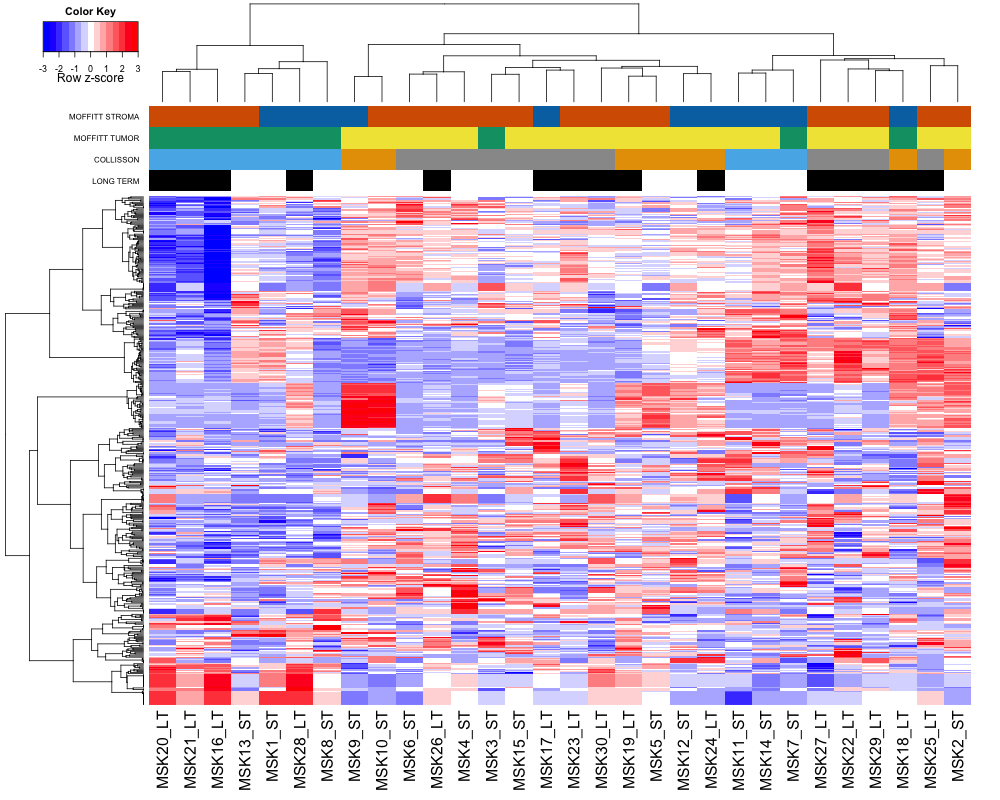 Color Key
-3 -2 -1 0 1 2 3
Row z-score
MOFFITT STROMA
MOFFITT TUMOR
COLLISSON
LONG TERM
MSK20_LT
MSK21_LT
MSK16_LT
MSK13_ST
MSK1_ST
MSK28_LT
MSK8_ST
MSK9_ST
MSK10_ST
MSK6_ST
MSK26_LT
MSK4_ST
MSK3_ST
MSK15_ST
MSK17_LT
MSK23_LT
MSK30_LT
MSK19_LT
MSK5_ST
MSK12_ST
MSK24_LT
MSK11_ST
MSK14_ST
MSK7_ST
MSK27_LT
MSK22_LT
MSK29_LT
MSK18_LT
MSK25_LT
MSK2_ST